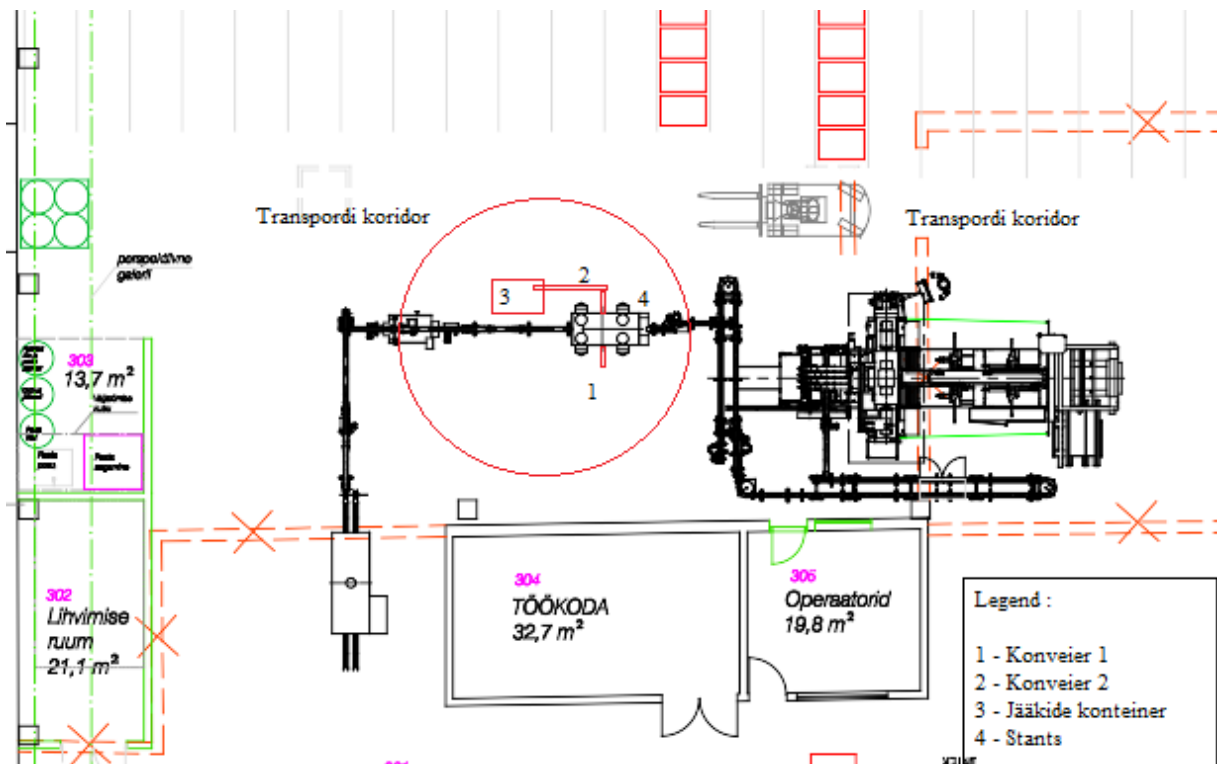 Transpordi koridor
Transpordi koridor
galerii
2
3
4
1
303
13,7 m²
302
Lihvimise
ruum
21,1 m²
304
TÖÖKODA
32,7 m²
305
Operaatorid
19,8 m²
Legend :
1 - Konveier 1
2 - Konveier 2
3 - Jääkide konteiner
4 - Stants